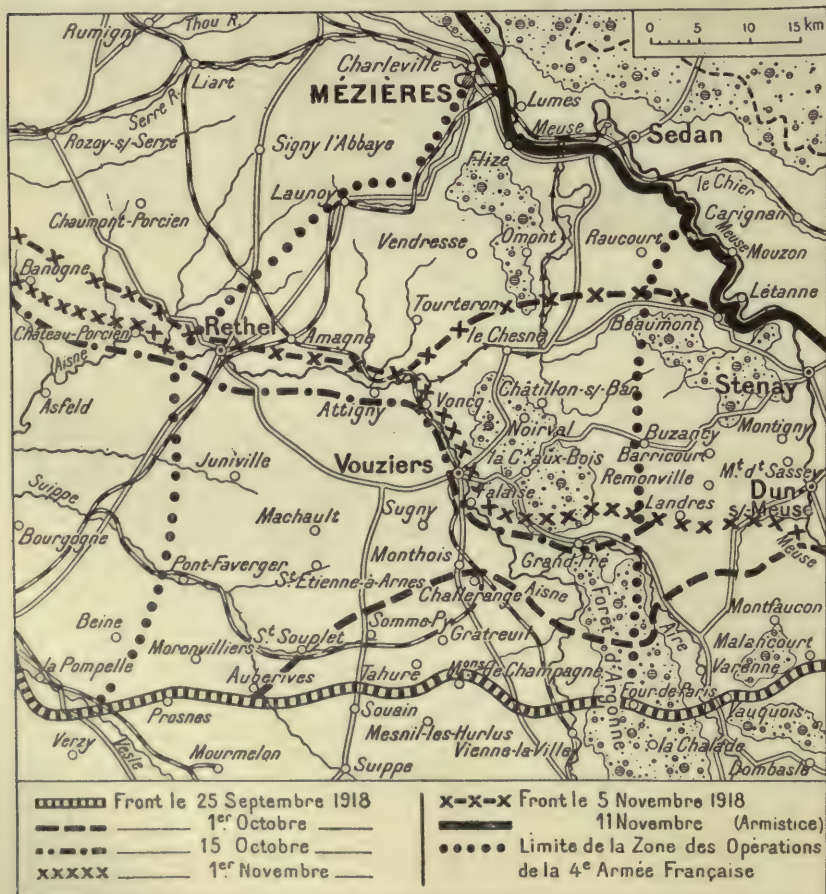 Rumigny
Thou R.
0 5 10 15 km
Liart
Charleville
MÉZIÈRES
Lumes
Serre R.
Rozoy-s/-Serre
Signy l'Abbaye
Meuse R.
Sedan
Flize
le Chier
Launoy
Carignan
Chaumont-Porcien
Vendresse
Omont
Raucourt
Meuse
Mouzon
Banogne
Létanne
Tourteron
Château-Porcien
Rethel
Amagne
le Chesne
Beaumont
Aisne
Stenay
Asfeld
Attigny
Voncq
Châtillon-s/-Bar
Noirval
Buzancy
Montigny
Juniville
Vouziers
la Cx aux-Bois
Barricourt
Remonville
Mt dt Sassey
Suippe
Falaise
Landres
Dun
s/-Meuse
Machault
Sugny
Bourgogne
Grand-Pré
Meuse
Monthois
Pont-Faverger
St Etienne-à-Arnes
Challerange
Aisne
Aire
Montfaucon
Beine
St Souplet
Somme-Py
Gratreuil
Forêt d'Argonne
Malancourt
Moronvilliers
la Pompelle
Auberives
Tahure
Mons de Champagne
Varenne
Four-de-Paris
Prosnes
Souain
Vauquois
Verzy
Vesle
Mesnil-les-Hurlus
la Chalade
Mourmelon
Suippe
Vienne-la-Ville
Dombasle
Front le 25 Septembre 1918
1er Octobre
15 Octobre
1er Novembre
Front le 5 Novembre 1918
11 Novembre (Armistice)
Limite de la Zone des Opérations
de la 4e Armée Française